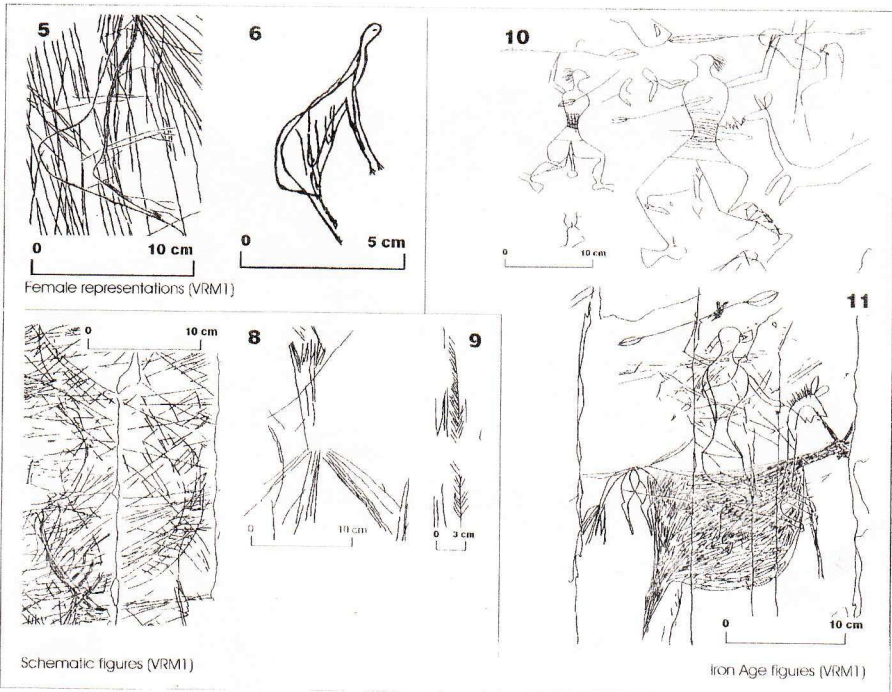 5
6
0 10 cm
0 5 cm
Female representations (VRM1)
10
0 10 cm
0 10 cm
8
9
0 10 cm
0 3 cm
Schematic figures (VRM1)
11
0 10 cm
Iron Age figures (VRM1)